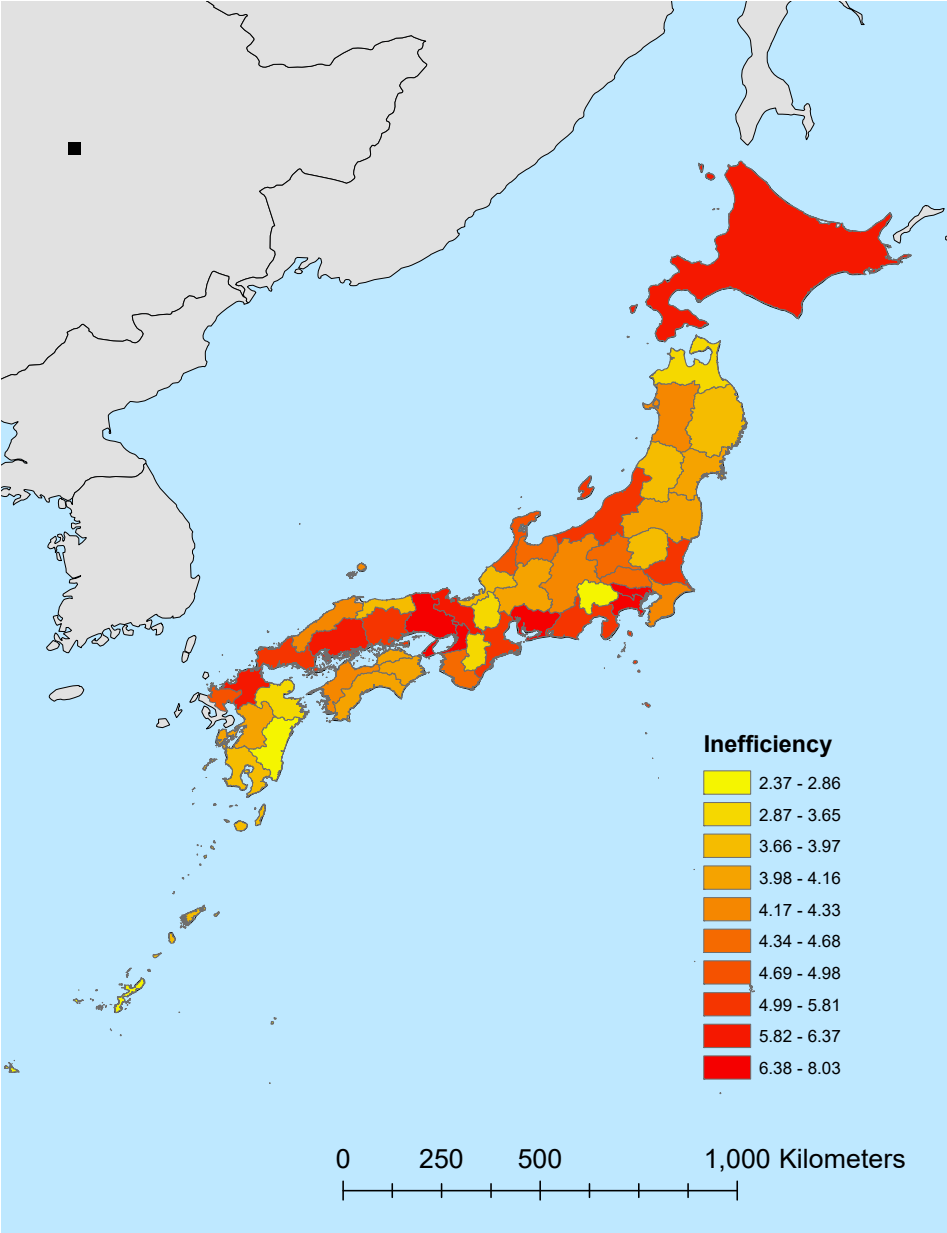 Inefficiency
2.37 - 2.86
2.87 - 3.65
3.66 - 3.97
3.98 - 4.16
4.17 - 4.33
4.34 - 4.68
4.69 - 4.98
4.99 - 5.81
5.82 - 6.37
6.38 - 8.03
0 250 500 1,000 Kilometers